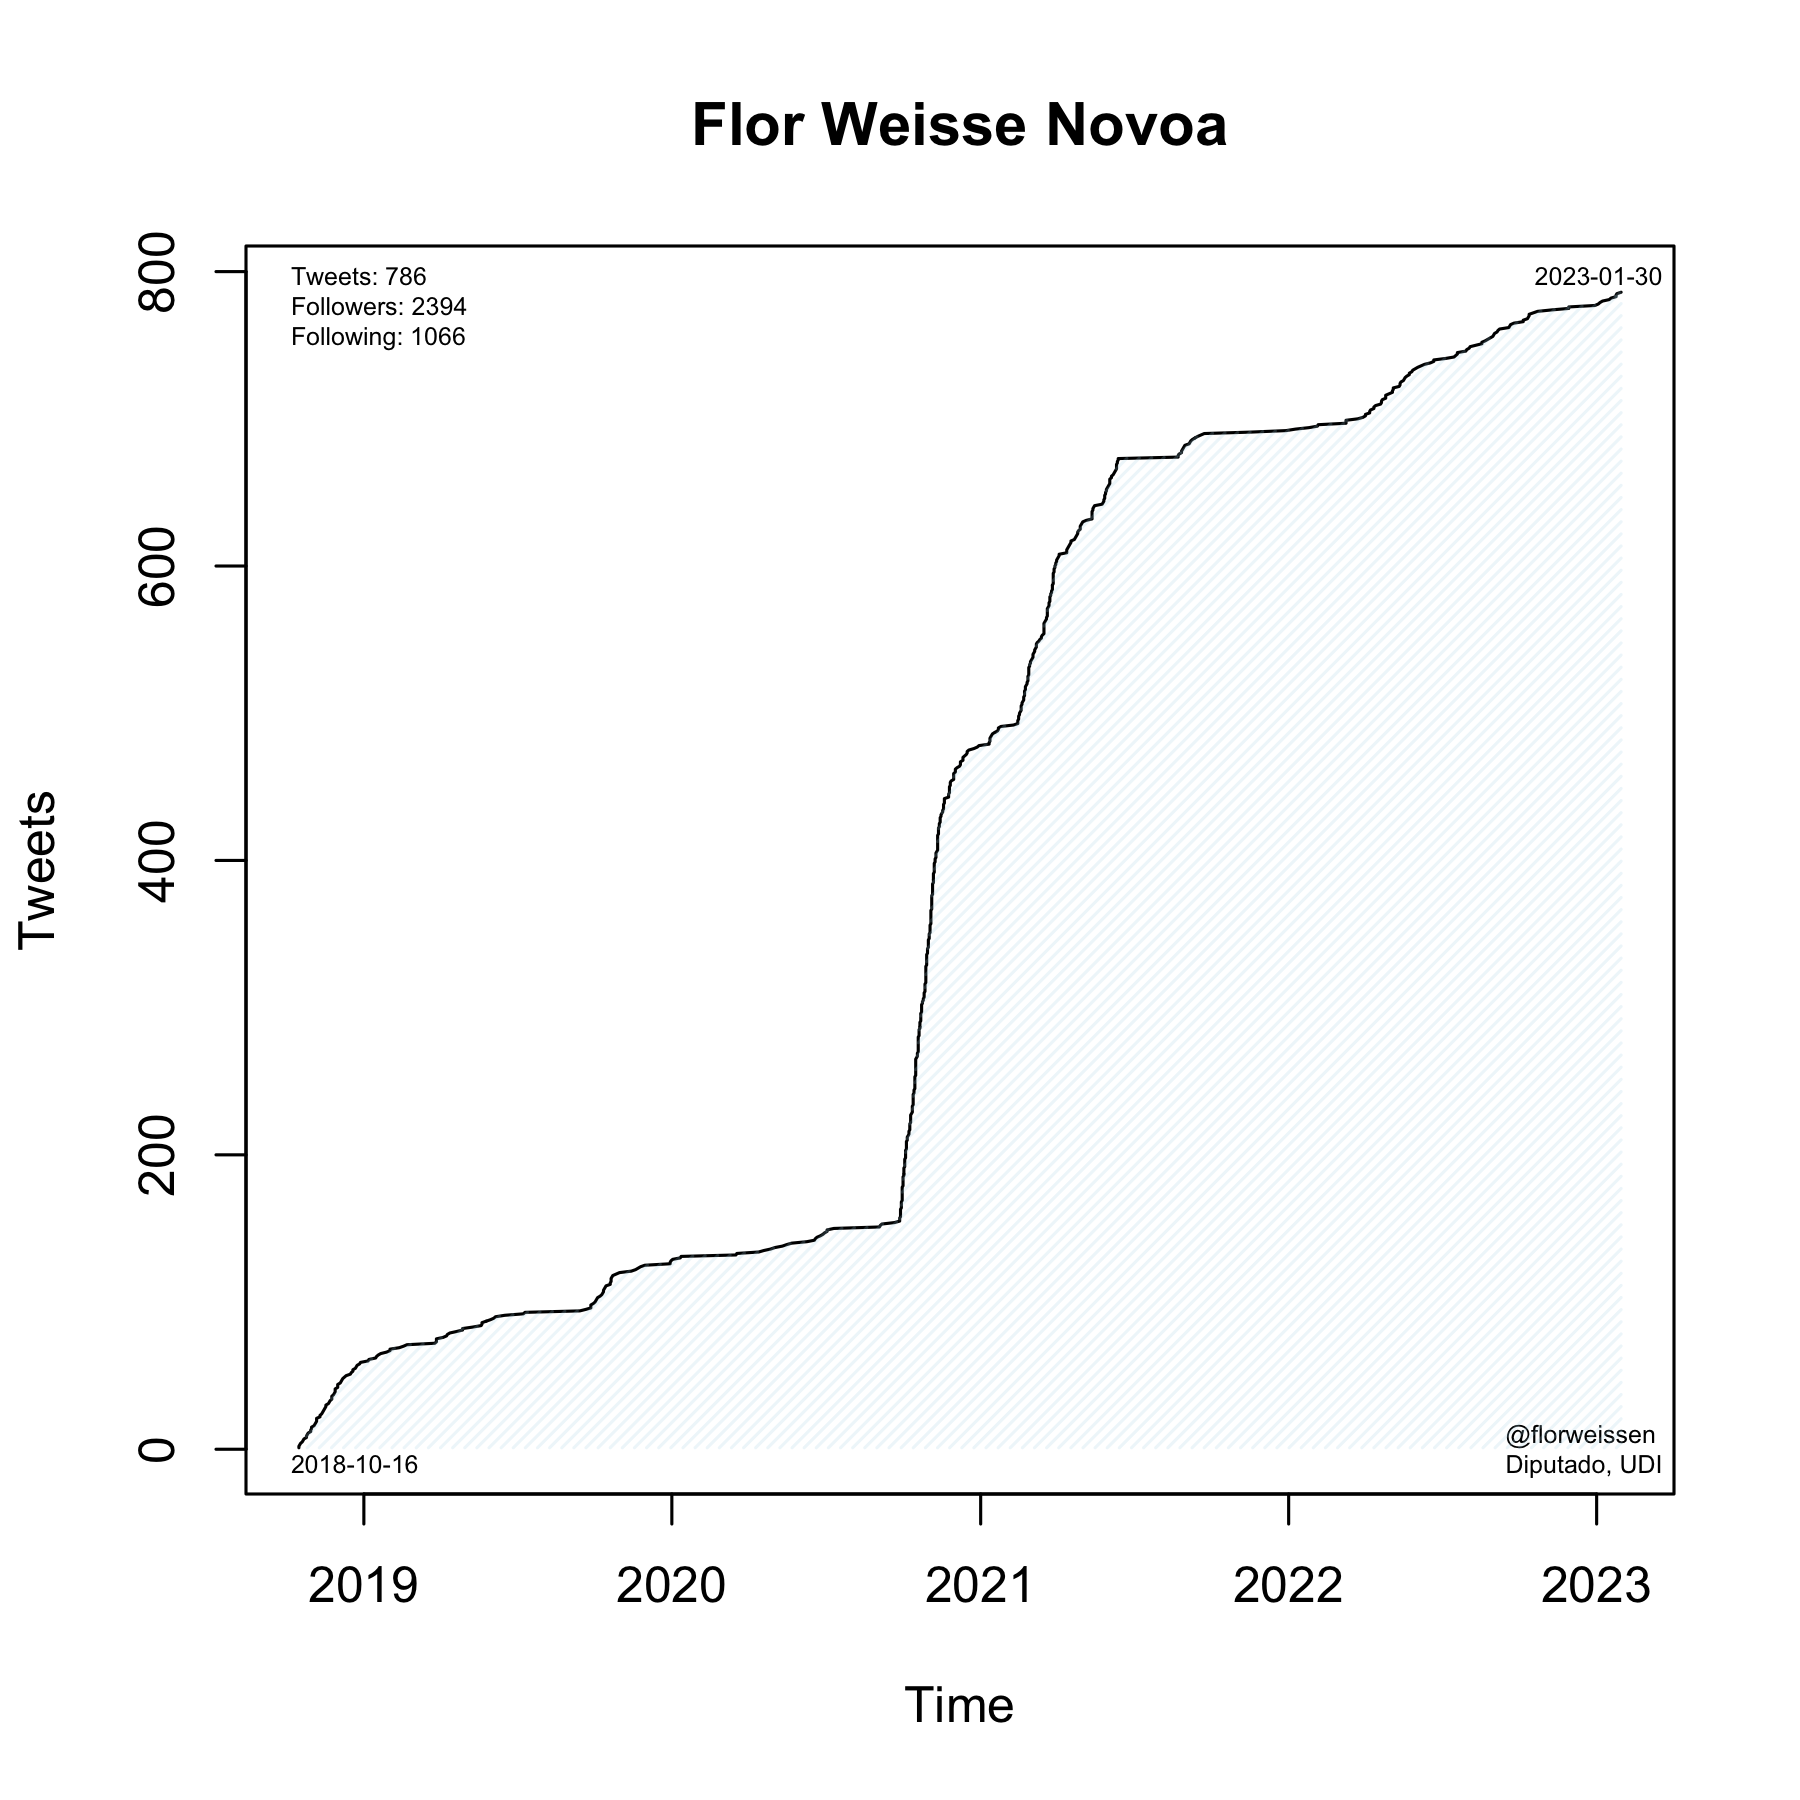 Flor Weisse Novoa
Tweets: 786
Followers: 2394
Following: 1066
2023-01-30
800
600
400
200
0
Tweets
2018-10-16
@florweissen
Diputado, UDI
2019
2020
2021
2022
2023
Time